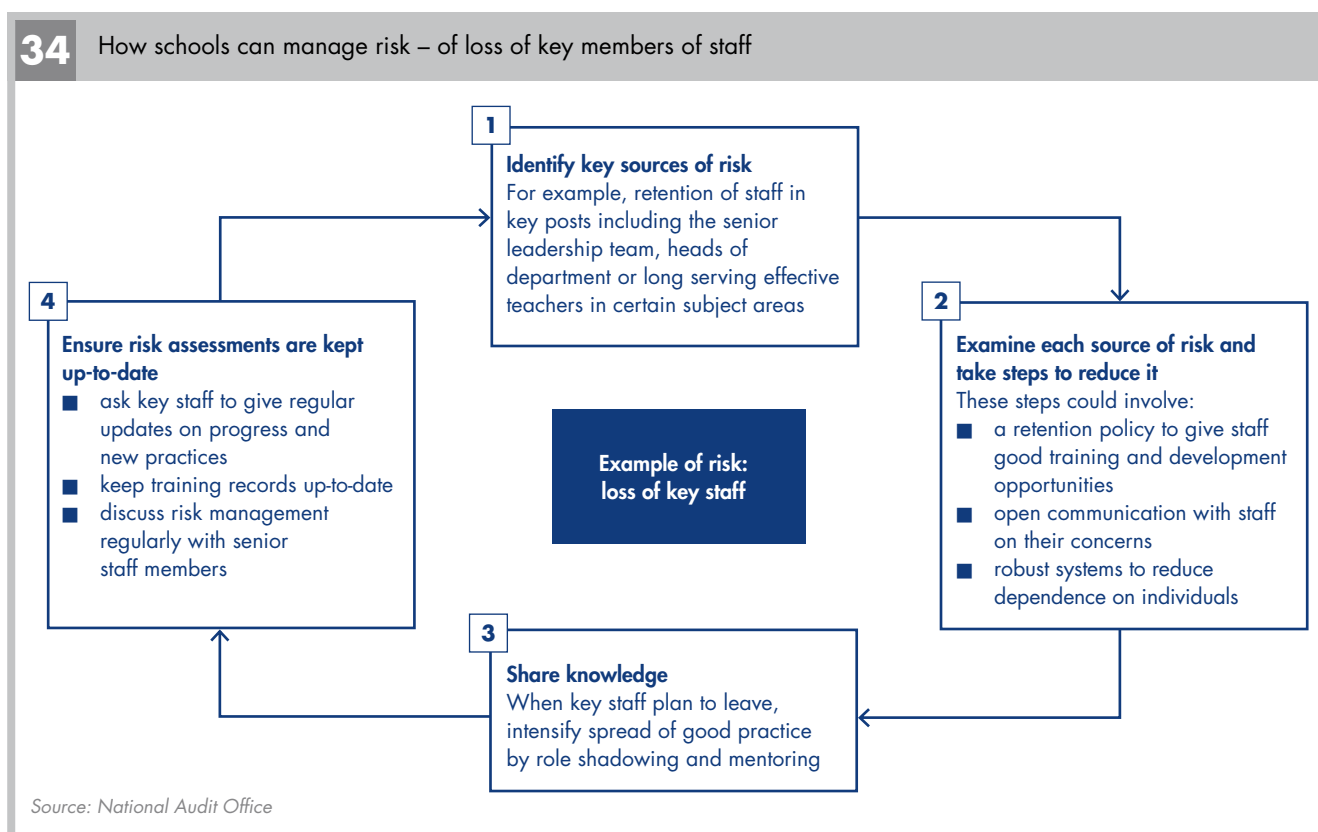 34
How schools can manage risk – of loss of key members of staff
1
Identify key sources of risk
For example, retention of staff in
key posts including the senior
leadership team, heads of
department or long serving effective
teachers in certain subject areas
2
Examine each source of risk and
take steps to reduce it
These steps could involve:
■ a retention policy to give staff
good training and development
opportunities
■ open communication with staff
on their concerns
■ robust systems to reduce
dependence on individuals
3
Share knowledge
When key staff plan to leave,
intensify spread of good practice
by role shadowing and mentoring
4
Ensure risk assessments are kept
up-to-date
■ ask key staff to give regular
updates on progress and
new practices
■ keep training records up-to-date
■ discuss risk management
regularly with senior
staff members
Example of risk:
loss of key staff
Source: National Audit Office